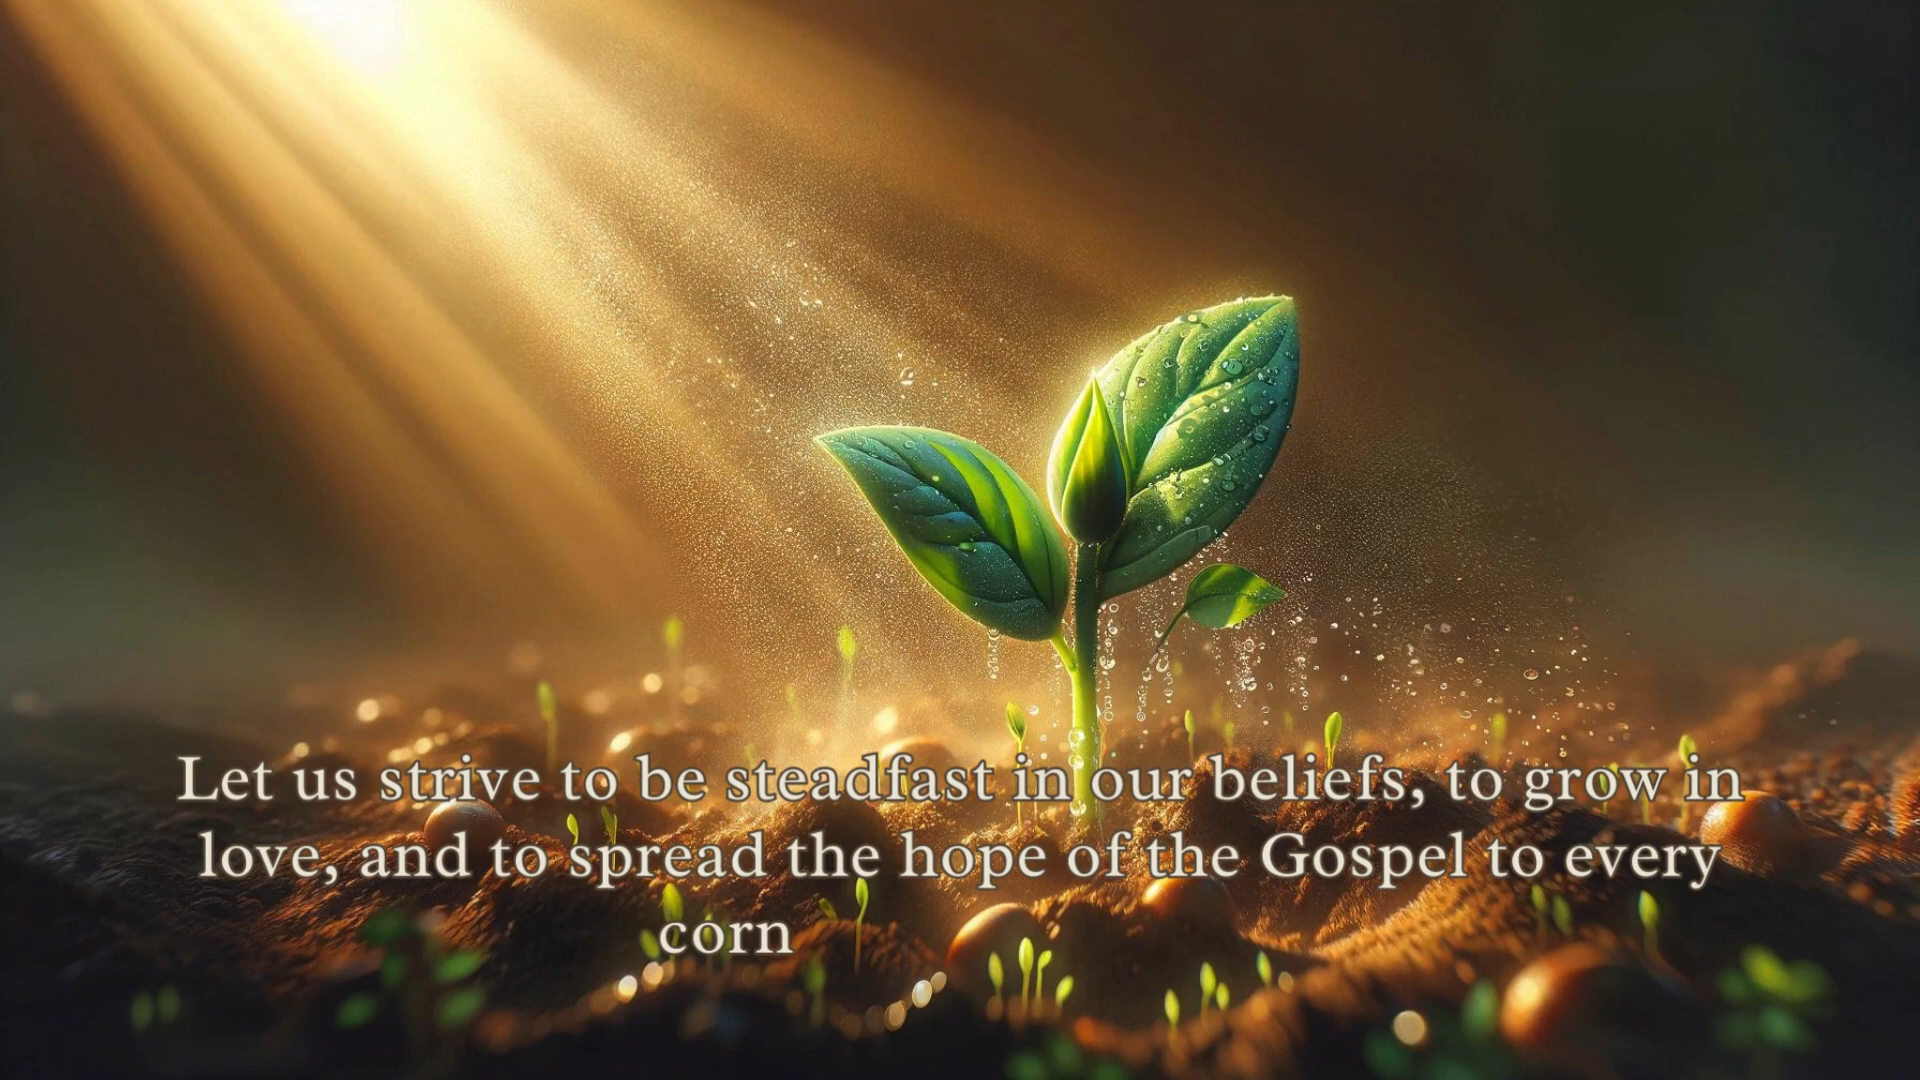 Let us strive to be steadfast in our beliefs, to grow in
love, and to spread the hope of the Gospel to every
corn